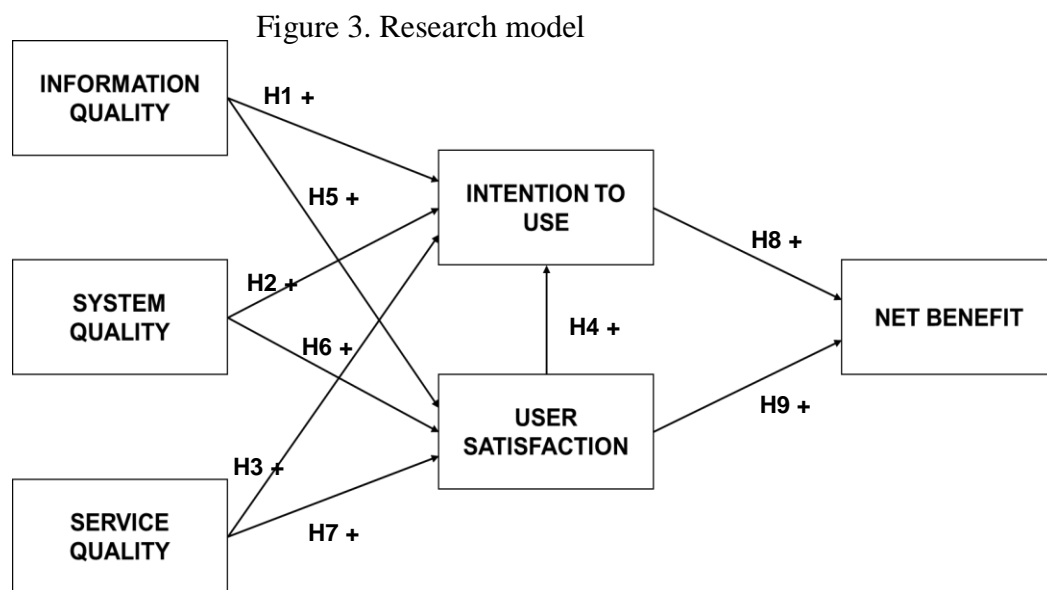 Figure 3. Research model
INFORMATION
QUALITY
H1 +
H5 +
INTENTION TO
USE
H8 +
SYSTEM
QUALITY
H2 +
H6 +
H4 +
NET BENEFIT
USER
SATISFACTION
H9 +
H3 +
SERVICE
QUALITY
H7 +